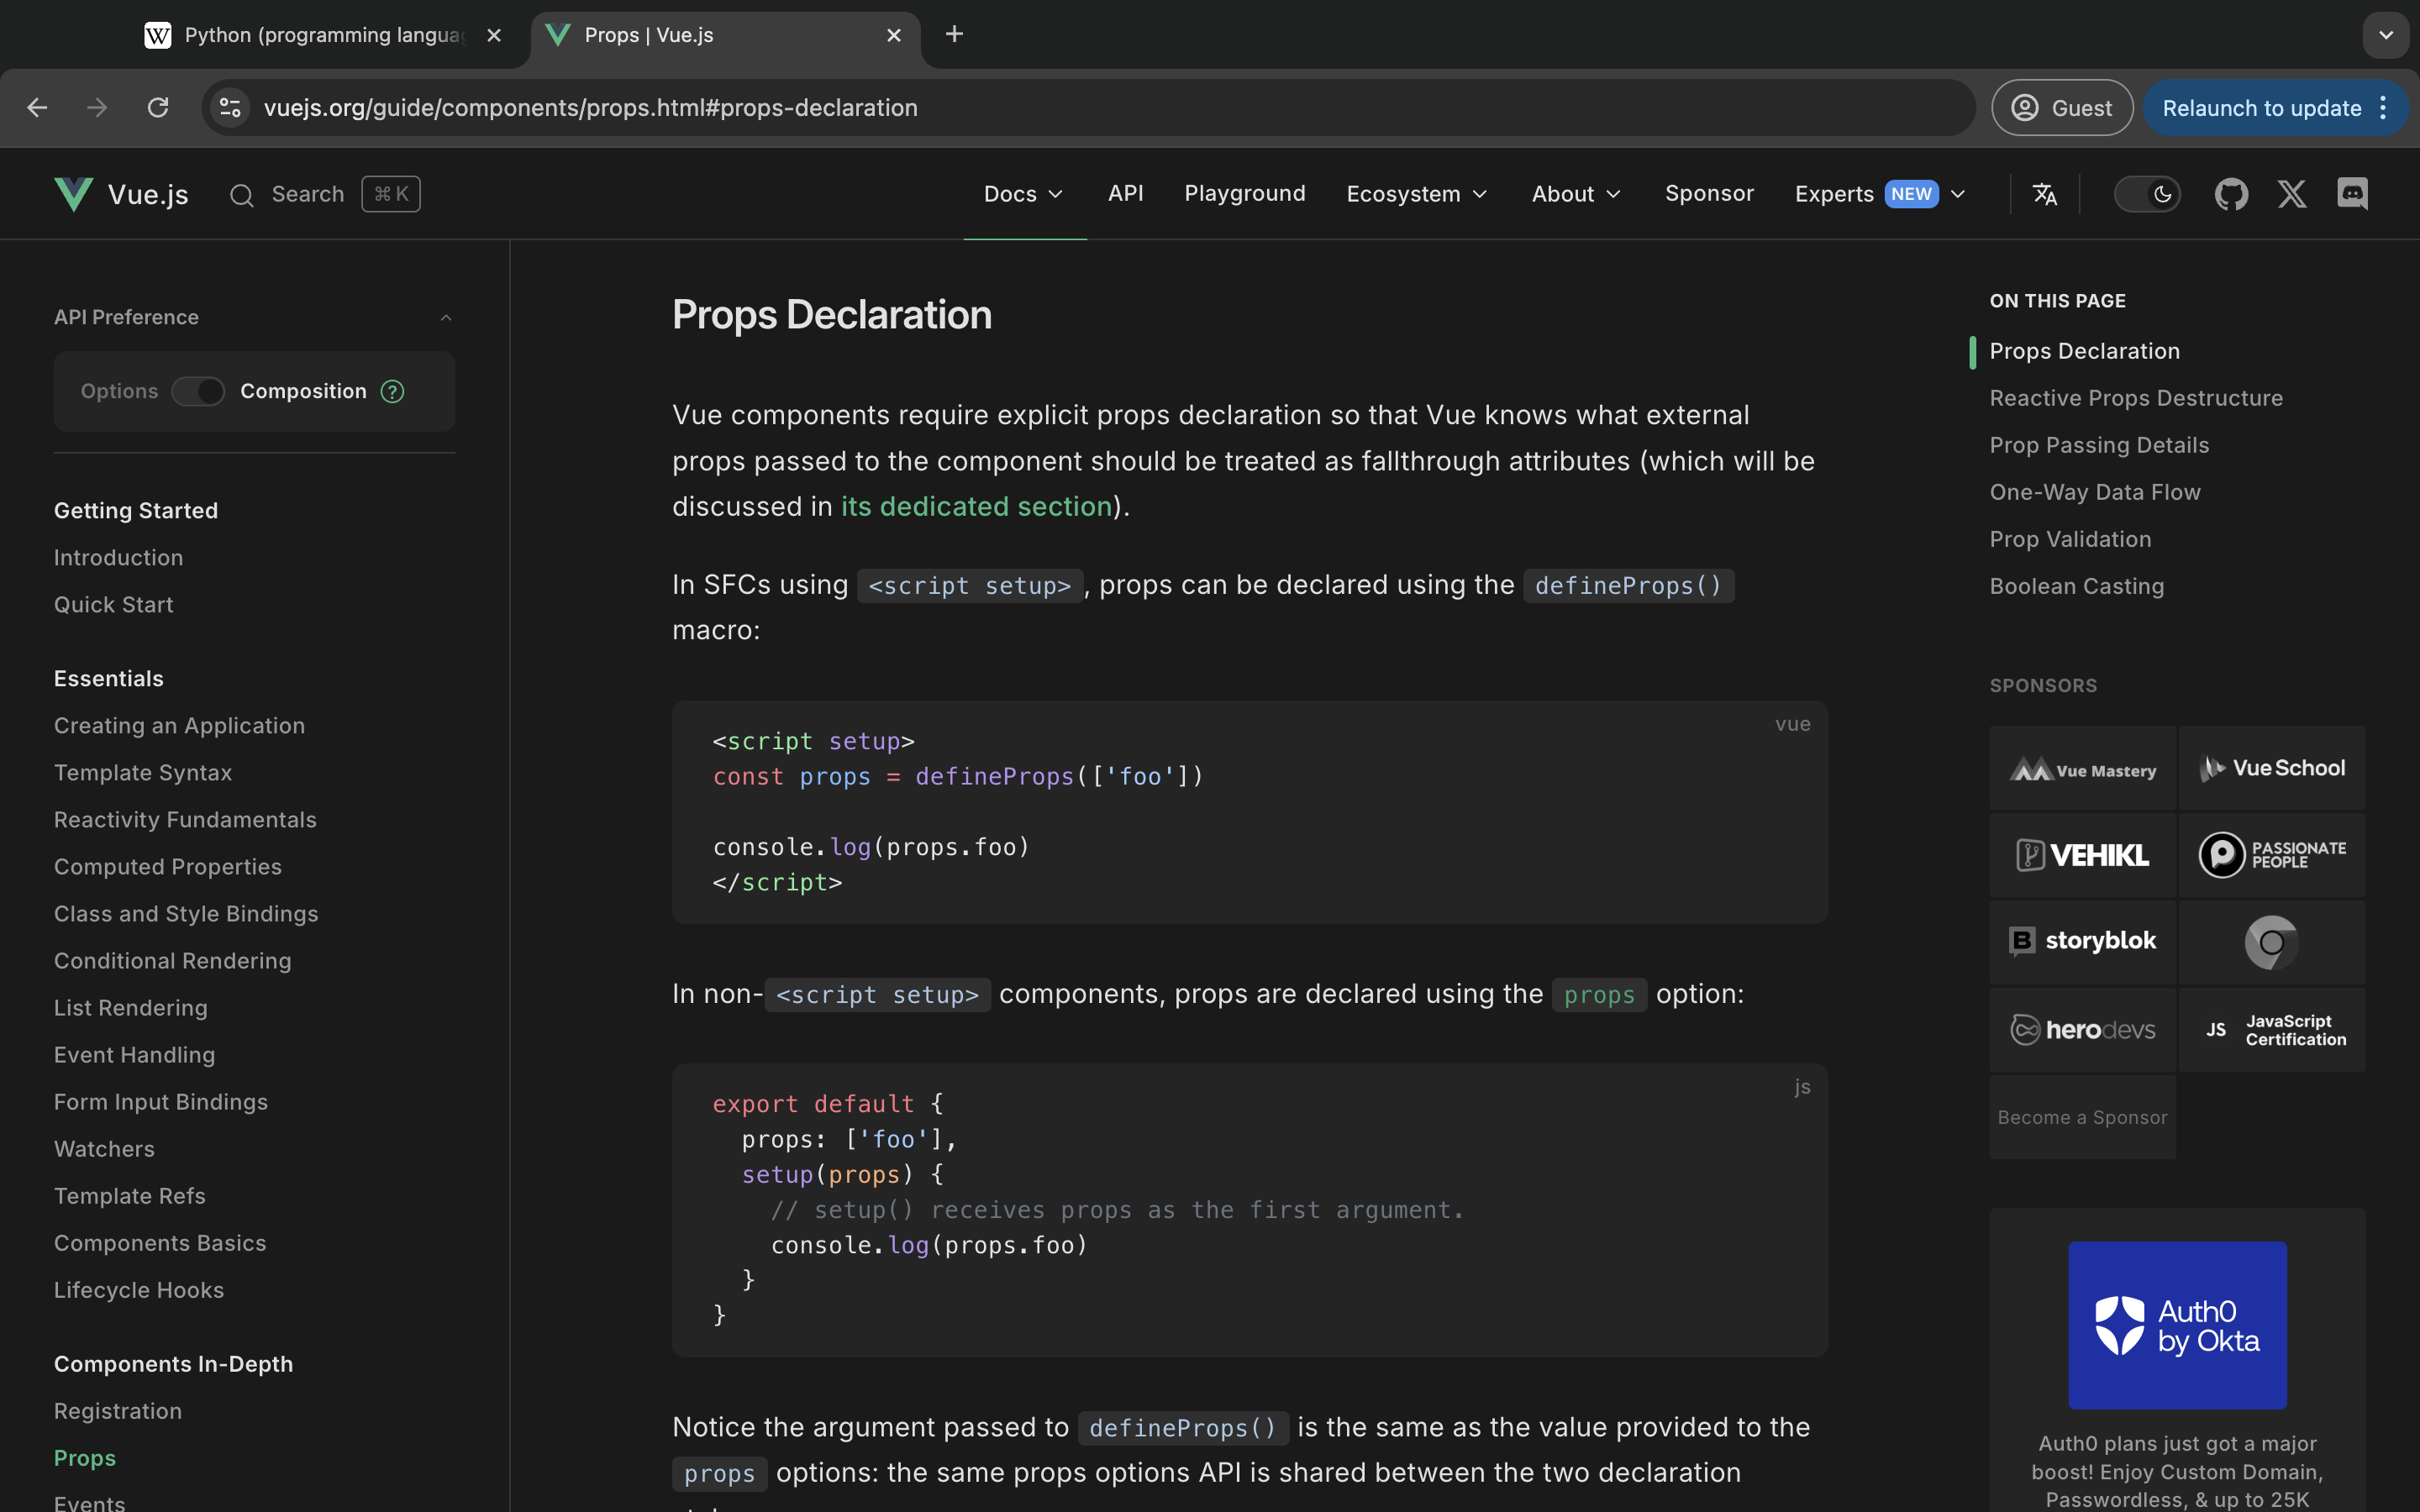 Python (programming langua
Props | Vue.js
vuejs.org/guide/components/props.html#props-declaration
Guest
Relaunch to update
Vue.js
Search
⌘ K
Docs
API
Playground
Ecosystem
About
Sponsor
Experts NEW
API Preference
Options
Composition
?
Getting Started
Introduction
Quick Start
Essentials
Creating an Application
Template Syntax
Reactivity Fundamentals
Computed Properties
Class and Style Bindings
Conditional Rendering
List Rendering
Event Handling
Form Input Bindings
Watchers
Template Refs
Components Basics
Lifecycle Hooks
Components In-Depth
Registration
Props
Events
Props Declaration
Vue components require explicit props declaration so that Vue knows what external
props passed to the component should be treated as fallthrough attributes (which will be
discussed in its dedicated section).
In SFCs using <script setup>, props can be declared using the defineProps()
macro:
vue
<script setup>
const props = defineProps(['foo'])
console.log(props.foo)
</script>
In non-<script setup> components, props are declared using the props option:
js
export default {
  props: ['foo'],
  setup(props) {
    // setup() receives props as the first argument.
    console.log(props.foo)
  }
}
Notice the argument passed to defineProps() is the same as the value provided to the
props options: the same props options API is shared between the two declaration
ON THIS PAGE
Props Declaration
Reactive Props Destructure
Prop Passing Details
One-Way Data Flow
Prop Validation
Boolean Casting
SPONSORS
Vue Mastery
Vue School
VEHIKL
PASSIONATE
PEOPLE
storyblok
herodevs
JS
JavaScript
Certification
Become a Sponsor
Auth0
by Okta
Auth0 plans just got a major
boost! Enjoy Custom Domain,
Passwordless, & up to 25K